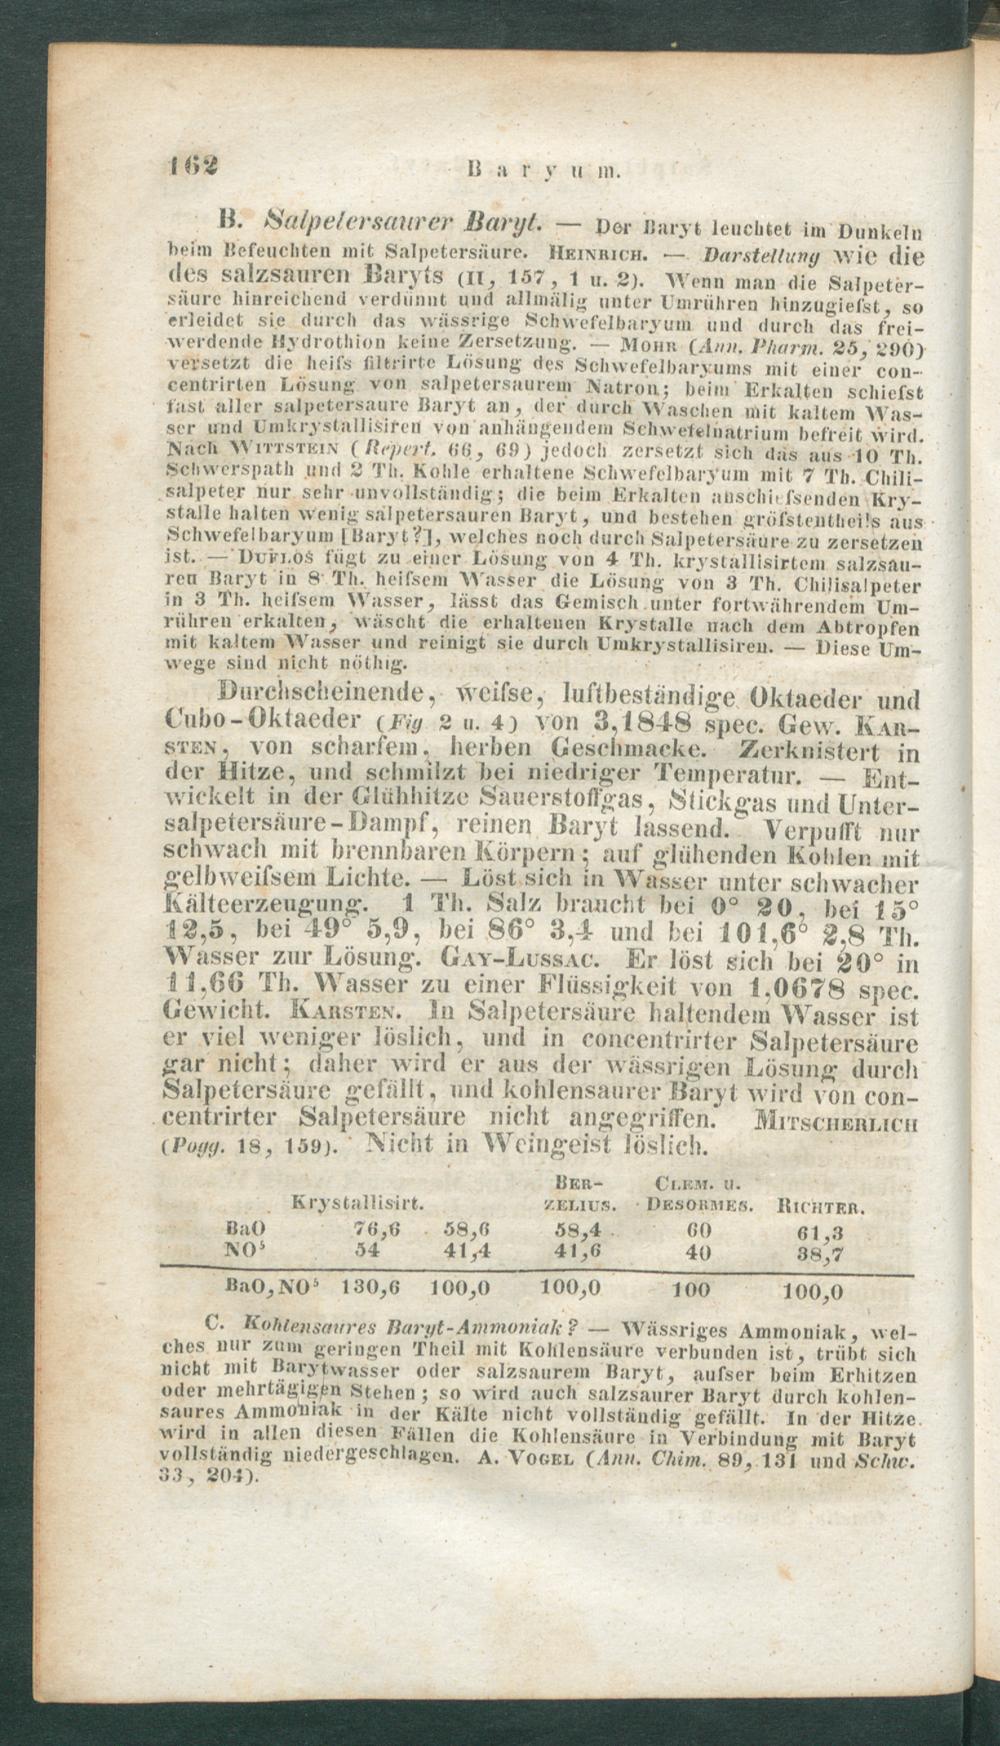 162 Baryum.
B. Salpetersaurer Baryt. — Der Baryt leuchtet im Dunkeln
beim Befeuchten mit Salpetersäure. HEINRICH. — Darstellung wie die
des salzsauren Baryts (II, 157, 1 u. 2). Wenn man die Salpeter-
säure hinreichend verdünnt und allmälig unter Umrühren hinzugiefst, so
erleidet sie durch das wässrige Schwefelbaryum und durch das frei-
werdende Hydrothion keine Zersetzung. — MOHR (Ann. Pharm. 25, 290)
versetzt die heifs filtrirte Lösung des Schwefelbaryums mit einer con-
centrirten Lösung von salpetersaurem Natron; beim Erkalten schiefst
fast aller salpetersaure Baryt an, der durch Waschen mit kaltem Was-
ser und Umkrystallisiren von anhängendem Schwefelnatrium befreit wird.
Nach WITTSTEIN (Repert. 66, 69) jedoch zersetzt sich das aus 10 Th.
Schwerspath und 2 Th. Kohle erhaltene Schwefelbaryum mit 7 Th. Chili-
salpeter nur sehr unvollständig; die beim Erkalten anschiefsenden Kry-
stalle halten wenig salpetersauren Baryt, und bestehen gröfstentheils aus
Schwefelbaryum [Baryt?], welches noch durch Salpetersäure zu zersetzen
ist. — DUFLOS fügt zu einer Lösung von 4 Th. krystallisirtem salzsau-
ren Baryt in 8 Th. heifsem Wasser die Lösung von 3 Th. Chilisalpeter
in 3 Th. heifsem Wasser, lässt das Gemisch unter fortwährendem Um-
rühren erkalten, wäscht die erhaltenen Krystalle nach dem Abtropfen
mit kaltem Wasser und reinigt sie durch Umkrystallisiren. — Diese Um-
wege sind nicht nöthig.
Durchscheinende, weifse, luftbeständige Oktaeder und
Cubo-Oktaeder (Fig 2 u. 4) von 3,1848 spec. Gew. KAR-
STEN, von scharfem, herben Geschmacke. Zerknistert in
der Hitze, und schmilzt bei niedriger Temperatur. — Ent-
wickelt in der Glühhitze Sauerstoffgas, Stickgas und Unter-
salpetersäure-Dampf, reinen Baryt lassend. Verpufft nur
schwach mit brennbaren Körpern; auf glühenden Kohlen mit
gelbweifsem Lichte. — Löst sich in Wasser unter schwacher
Kälteerzeugung. 1 Th. Salz braucht bei 0° 20, bei 15°
12,5, bei 49° 5,9, bei 86° 3,4 und bei 101,6° 2,8 Th.
Wasser zur Lösung. GAY-LUSSAC. Er löst sich bei 20° in
11,66 Th. Wasser zu einer Flüssigkeit von 1,0678 spec.
Gewicht. KARSTEN. In Salpetersäure haltendem Wasser ist
er viel weniger löslich, und in concentrirter Salpetersäure
gar nicht; daher wird er aus der wässrigen Lösung durch
Salpetersäure gefällt, und kohlensaurer Baryt wird von con-
centrirter Salpetersäure nicht angegriffen. MITSCHERLICH
(Pogg. 18, 159). Nicht in Weingeist löslich.
BER- CLEM. u.
Krystallisirt. ZELIUS. DESORMES. RICHTER.
BaO 76,6 58,6 58,4 60 61,3
NO⁵ 54 41,4 41,6 40 38,7
BaO,NO⁵ 130,6 100,0 100,0 100 100,0
C. Kohlensaures Baryt-Ammoniak? — Wässriges Ammoniak, wel-
ches nur zum geringen Theil mit Kohlensäure verbunden ist, trübt sich
nicht mit Barytwasser oder salzsaurem Baryt, aufser beim Erhitzen
oder mehrtägigen Stehen; so wird auch salzsaurer Baryt durch kohlen-
saures Ammoniak in der Kälte nicht vollständig gefällt. In der Hitze
wird in allen diesen Fällen die Kohlensäure in Verbindung mit Baryt
vollständig niedergeschlagen. A. VOGEL (Ann. Chim. 89, 131 und Schw.
33, 204).